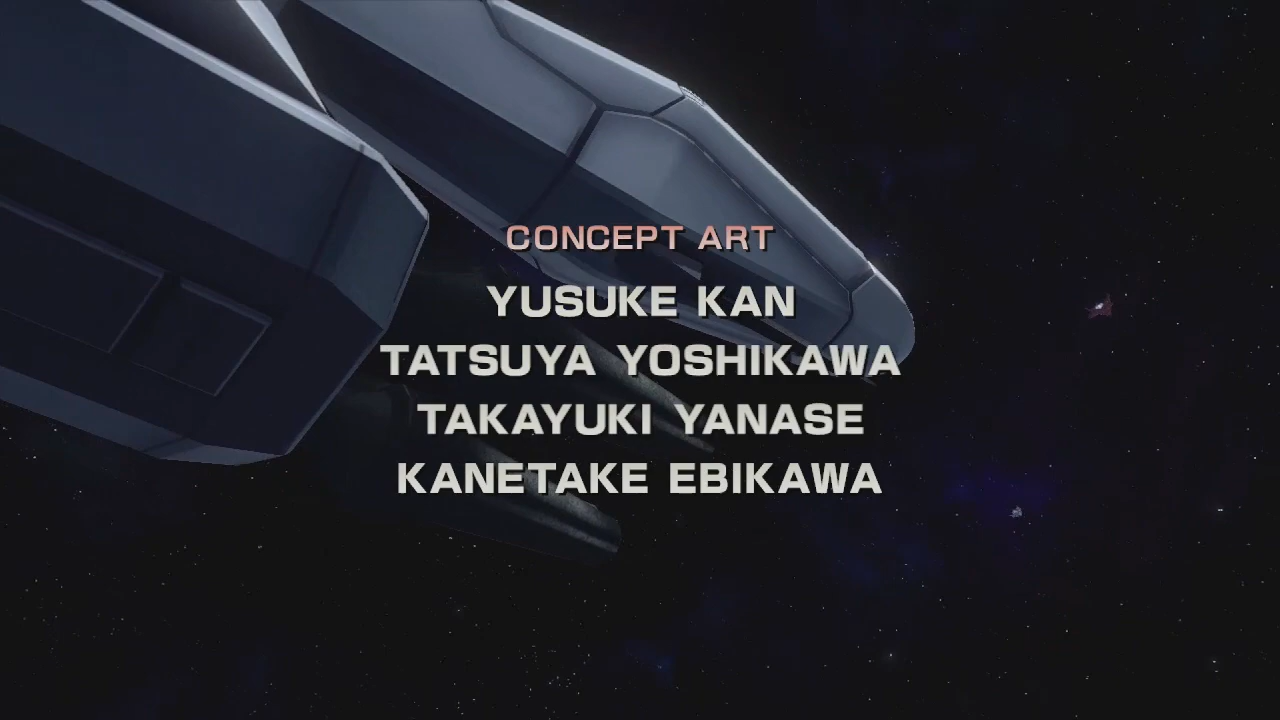 CONCEPT ART
YUSUKE KAN
TATSUYA YOSHIKAWA
TAKAYUKI YANASE
KANETAKE EBIKAWA